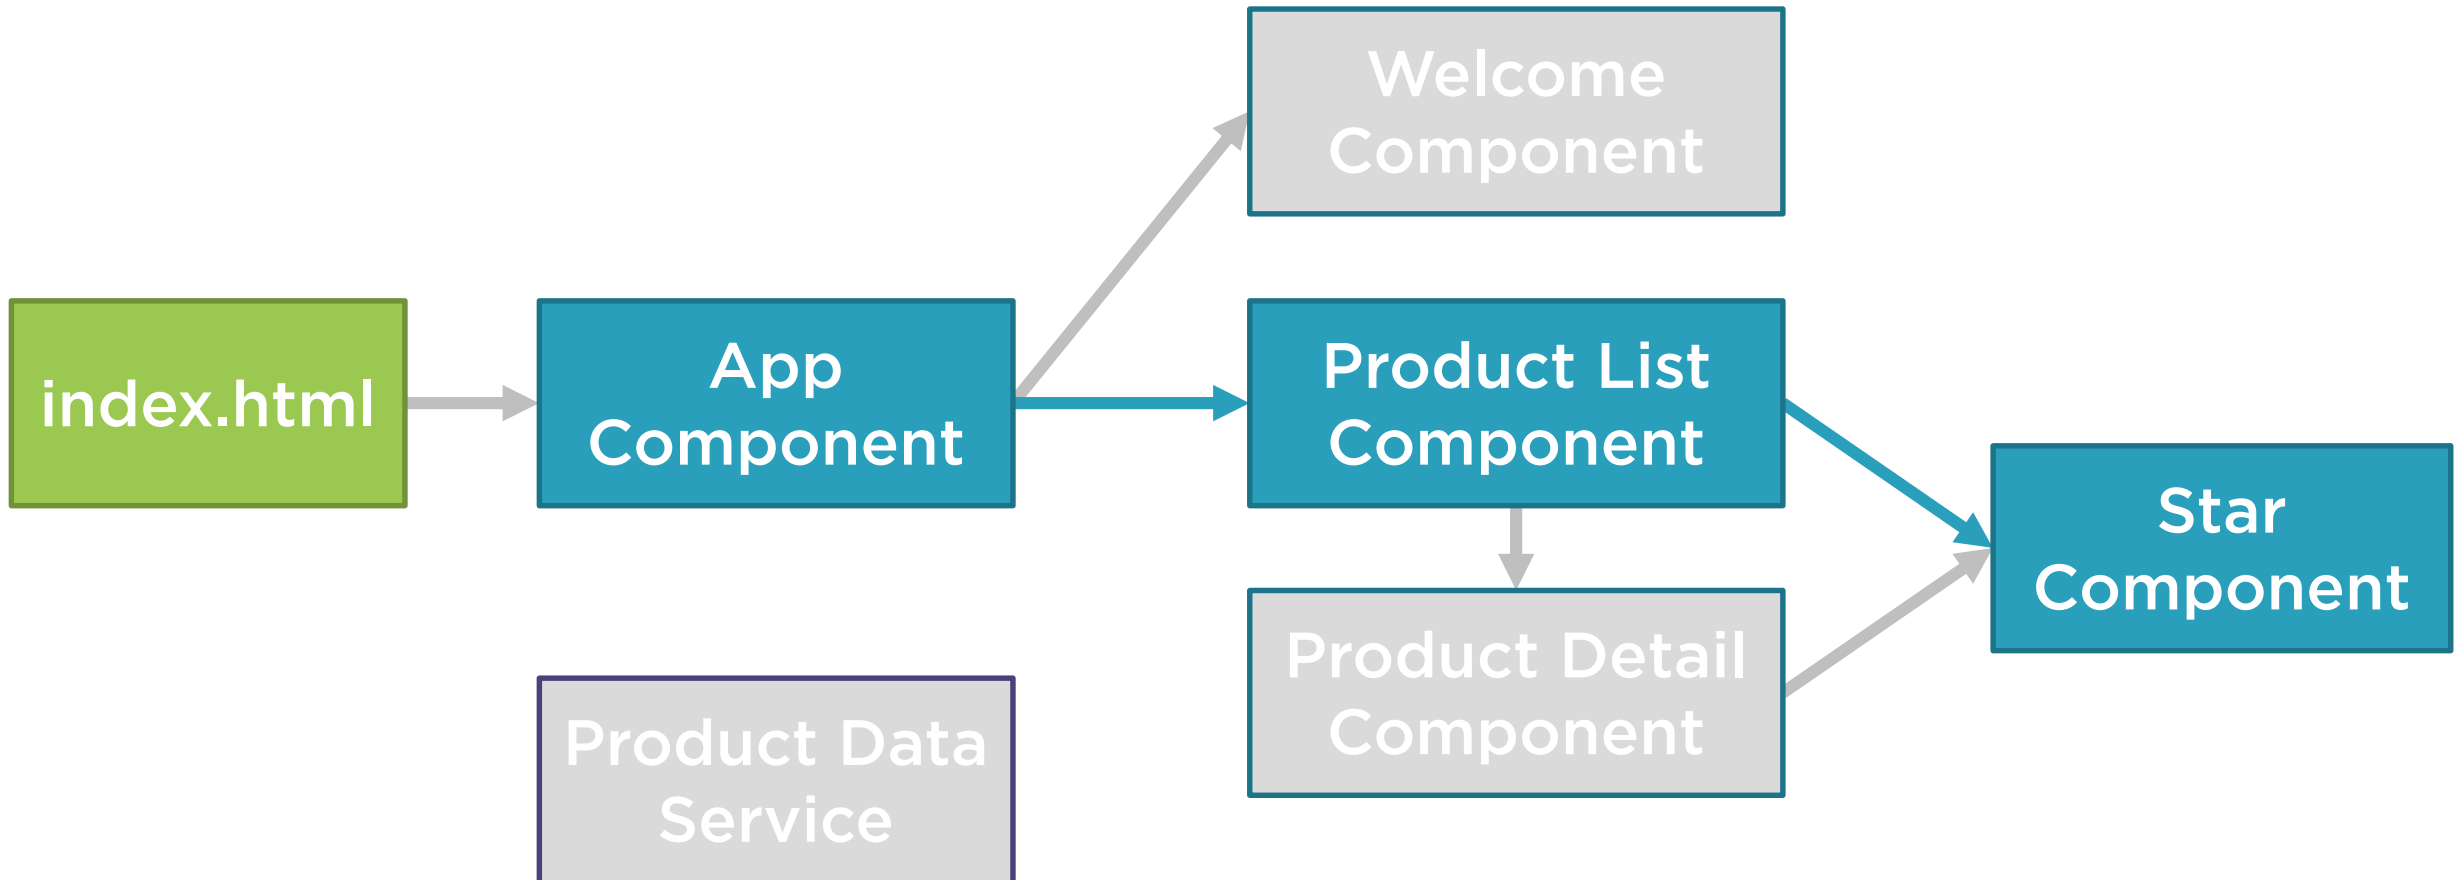 Welcome
Component
index.html
App
Component
Product List
Component
Star
Component
Product Detail
Component
Product Data
Service